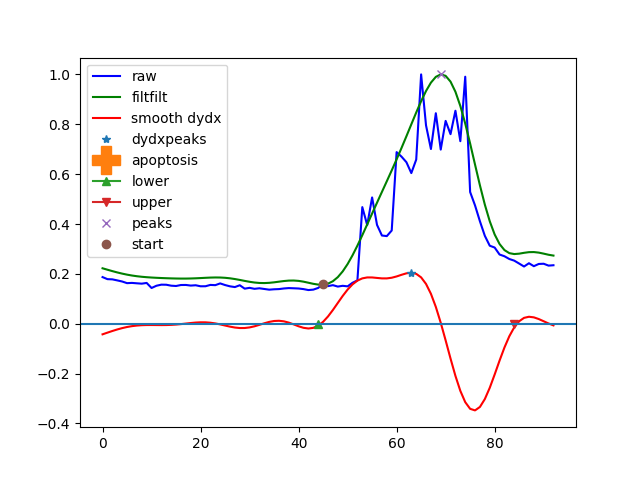 1.0
0.8
0.6
0.4
0.2
0.0
−0.2
−0.4
raw
filtfilt
smooth dydx
dydxpeaks
apoptosis
lower
upper
peaks
start
0 20 40 60 80